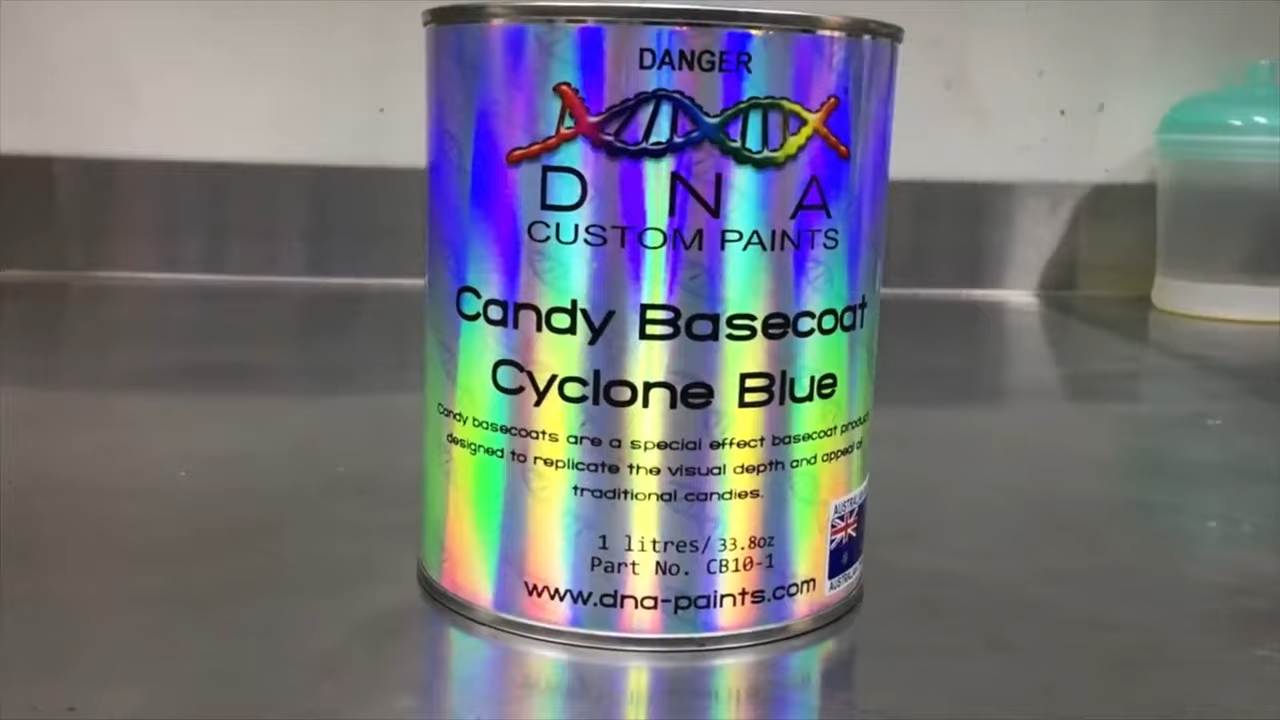 DANGER
DNA
CUSTOM PAINTS
Candy Basecoat
Cyclone Blue
Candy basecoats are a special effect basecoat
designed to replicate the visual depth and appeal of
traditional candies.
1 litres/33.8oz
Part No. CB10-1
www.dna-paints.com